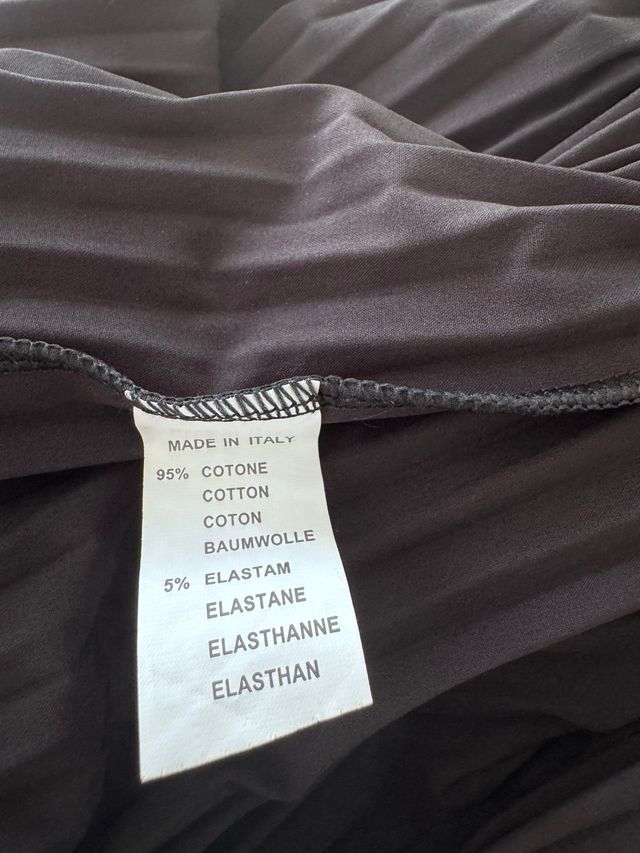 MADE IN ITALY
95% COTONE
COTTON
COTON
BAUMWOLLE
5% ELASTAM
ELASTANE
ELASTHANNE
ELASTHAN